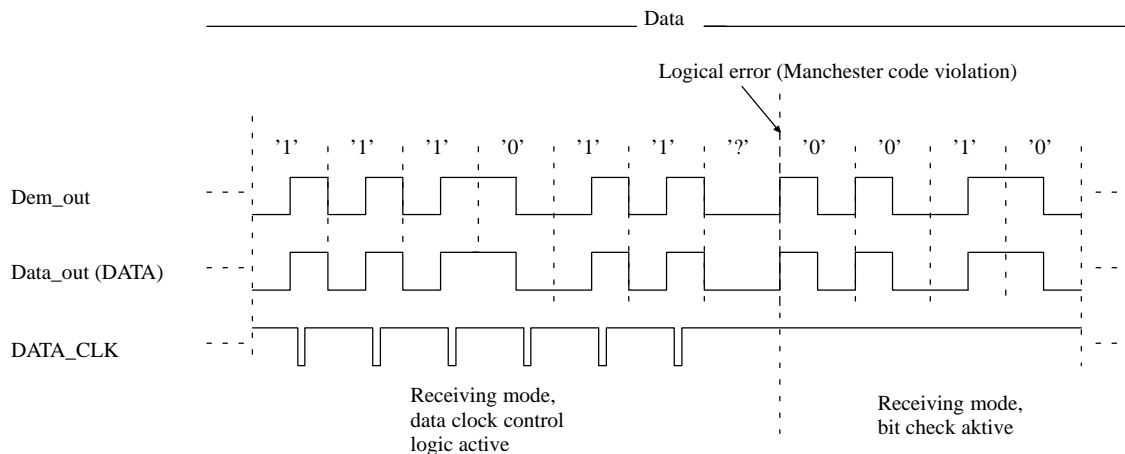 Data
Logical error (Manchester code violation)
'1' '1' '1' '0' '1' '1' '?' '0' '0' '1' '0'
Dem_out
Data_out (DATA)
DATA_CLK
Receiving mode,
data clock control
logic active
Receiving mode,
bit check aktive